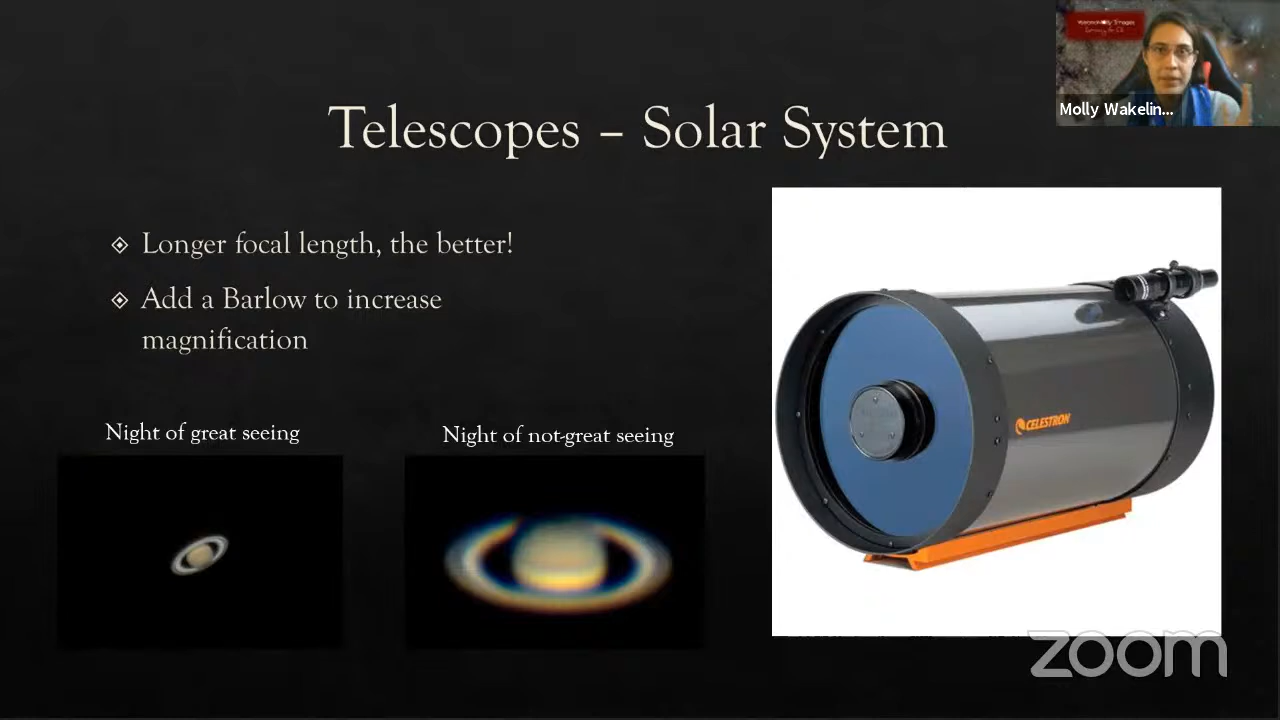 Molly Wakelin...
Telescopes – Solar System
Longer focal length, the better!
Add a Barlow to increase
magnification
Night of great seeing
Night of not-great seeing
CELESTRON
zoom